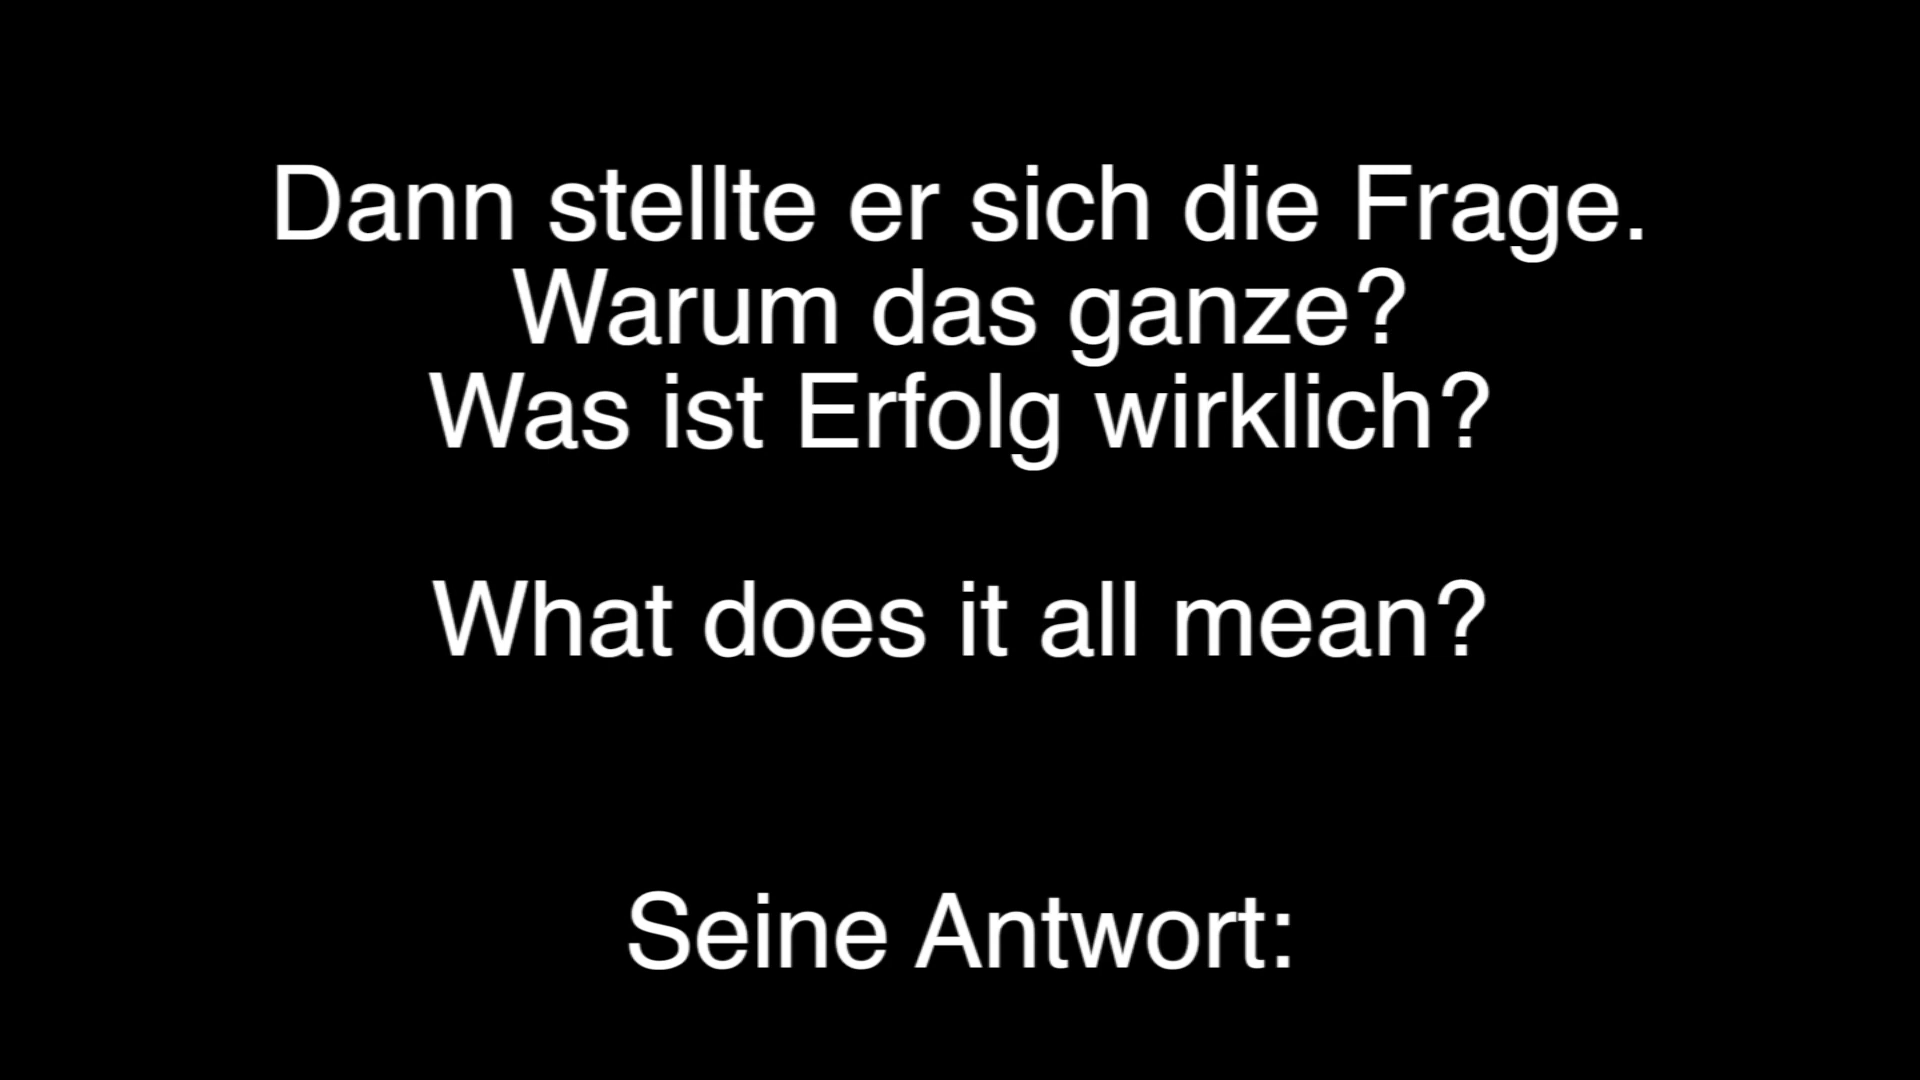 Dann stellte er sich die Frage.
Warum das ganze?
Was ist Erfolg wirklich?
What does it all mean?
Seine Antwort: